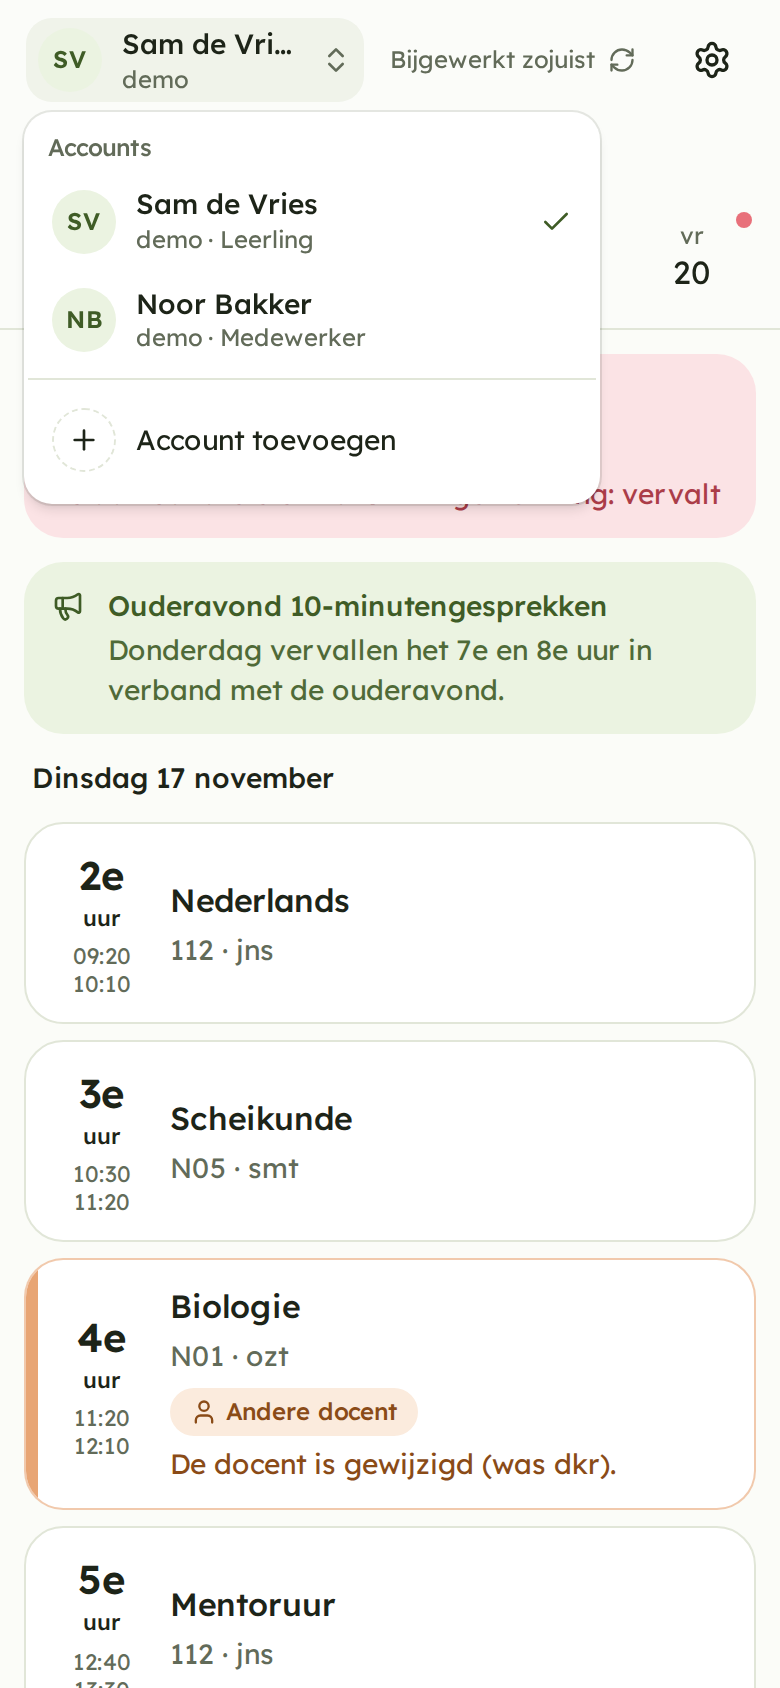 SV
Sam de Vri...
demo
Bijgewerkt zojuist
Accounts
SV
Sam de Vries
demo · Leerling
NB
Noor Bakker
demo · Medewerker
Account toevoegen
vr
20
vervalt
Ouderavond 10-minutengesprekken
Donderdag vervallen het 7e en 8e uur in
verband met de ouderavond.
Dinsdag 17 november
2e
uur
09:20
10:10
Nederlands
112 · jns
3e
uur
10:30
11:20
Scheikunde
N05 · smt
4e
uur
11:20
12:10
Biologie
N01 · ozt
Andere docent
De docent is gewijzigd (was dkr).
5e
uur
12:40
Mentoruur
112 · jns